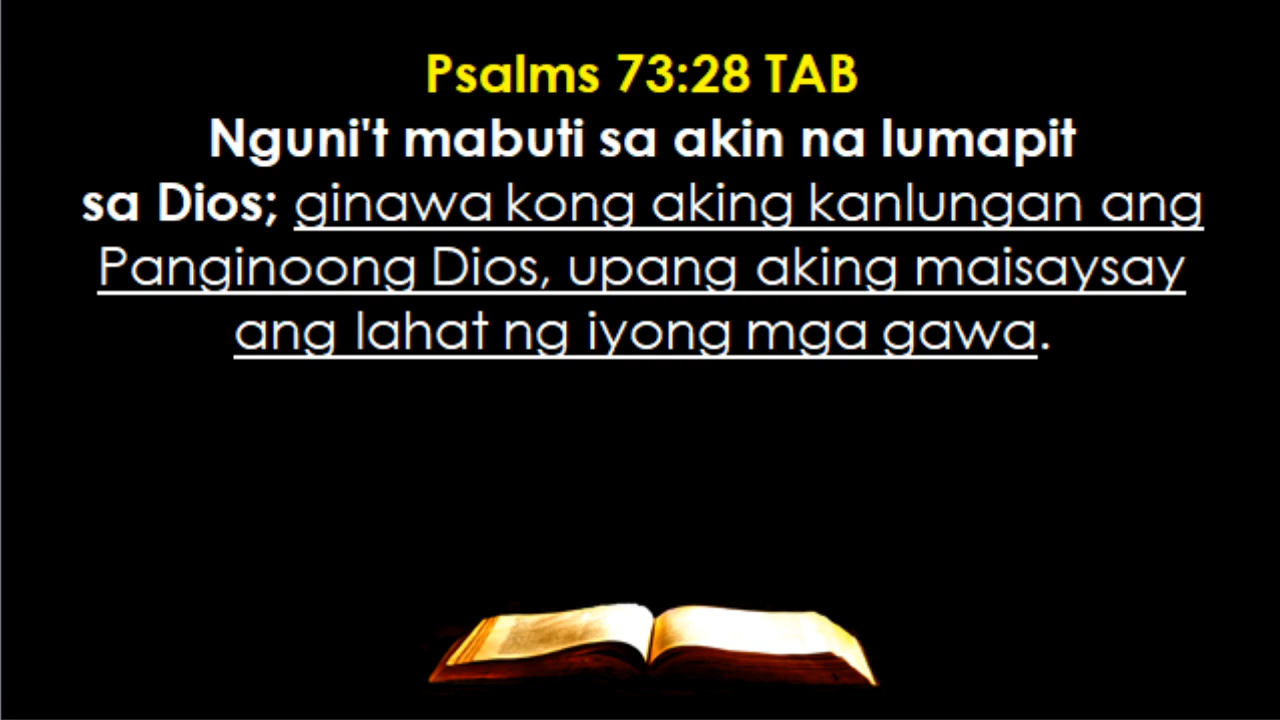 Psalms 73:28 TAB
Nguni't mabuti sa akin na lumapit
sa Dios; ginawa kong aking kanlungan ang
Panginoong Dios, upang aking maisaysay
ang lahat ng iyong mga gawa.